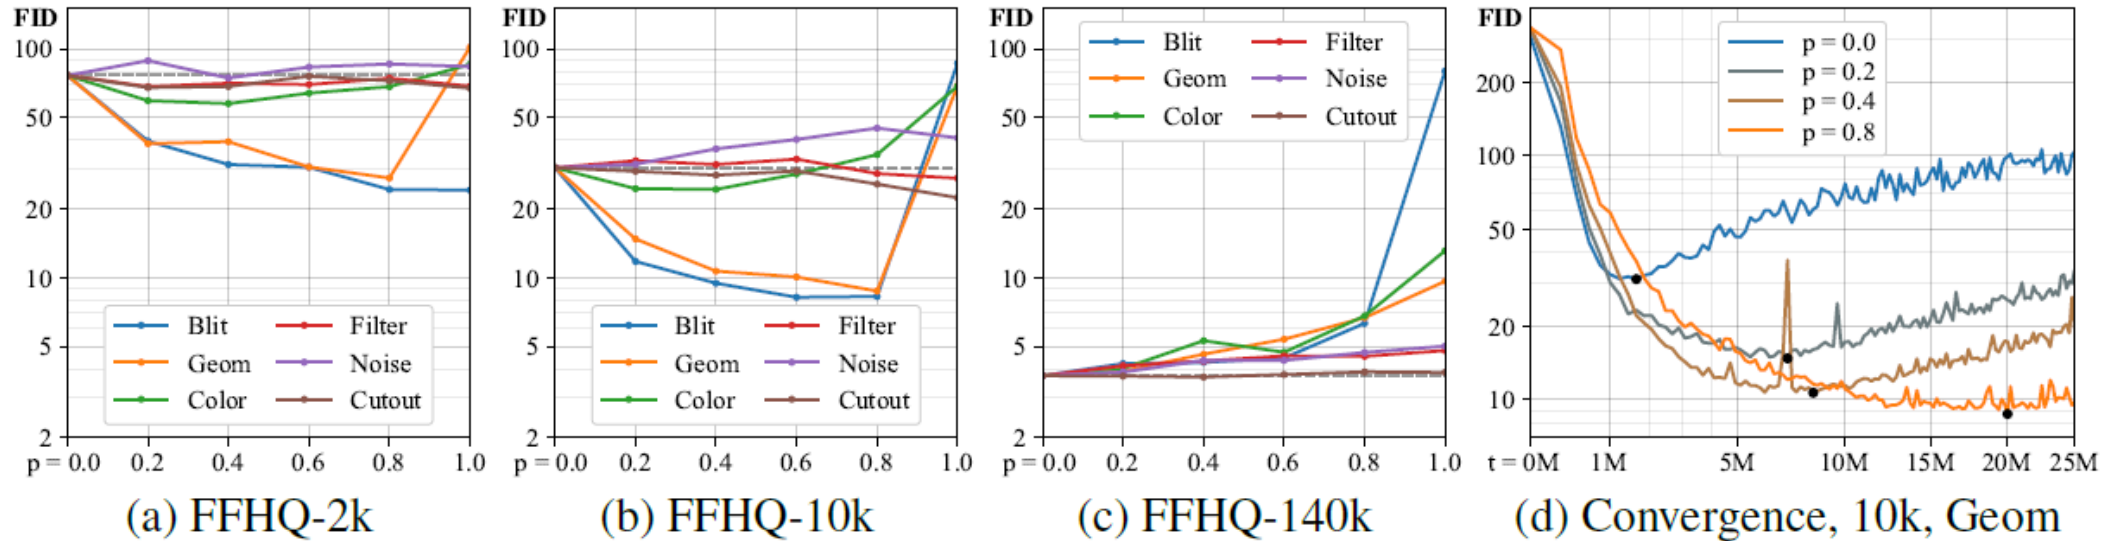 FID
100
50
20
10
5
2
Blit
Filter
Geom
Noise
Color
Cutout
p = 0.0 0.2 0.4 0.6 0.8 1.0
(a) FFHQ-2k
FID
100
50
20
10
5
2
Blit
Filter
Geom
Noise
Color
Cutout
p = 0.0 0.2 0.4 0.6 0.8 1.0
(b) FFHQ-10k
FID
100
50
20
10
5
2
Blit
Filter
Geom
Noise
Color
Cutout
p = 0.0 0.2 0.4 0.6 0.8 1.0
(c) FFHQ-140k
FID
200
100
50
20
10
p = 0.0
p = 0.2
p = 0.4
p = 0.8
t = 0M 1M 5M 10M 15M 20M 25M
(d) Convergence, 10k, Geom